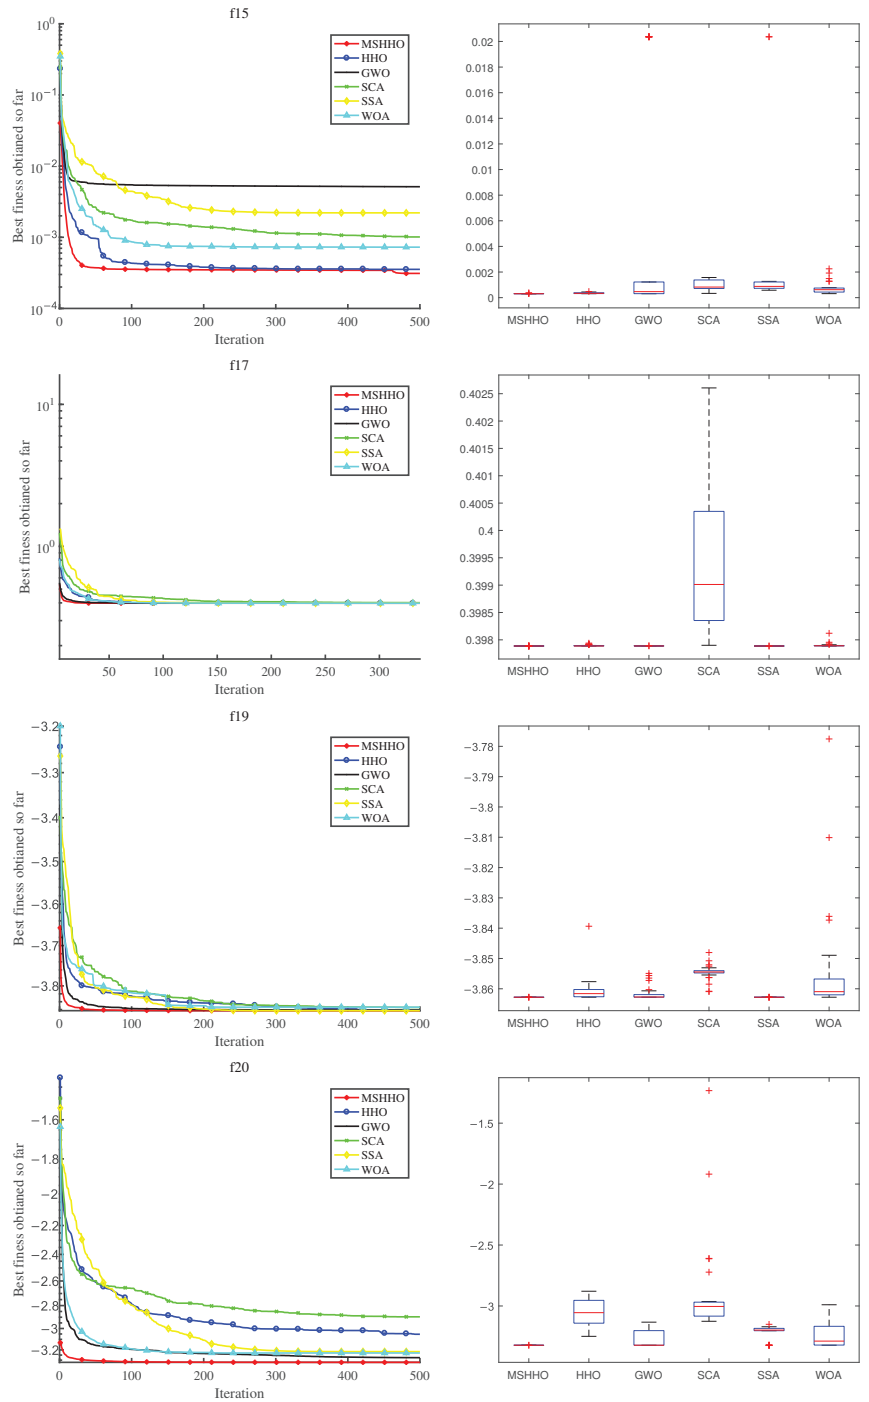 f15
Best finess obtianed so far
10^0
10^-1
10^-2
10^-3
10^-4
0 100 200 300 400 500
Iteration
MSHHO
HHO
GWO
SCA
SSA
WOA
0.02
0.018
0.016
0.014
0.012
0.01
0.008
0.006
0.004
0.002
0
MSHHO HHO GWO SCA SSA WOA
f17
Best finess obtianed so far
10^1
10^0
50 100 150 200 250 300
Iteration
MSHHO
HHO
GWO
SCA
SSA
WOA
0.4025
0.402
0.4015
0.401
0.4005
0.4
0.3995
0.399
0.3985
0.398
MSHHO HHO GWO SCA SSA WOA
f19
Best finess obtianed so far
−3.2
−3.3
−3.4
−3.5
−3.6
−3.7
−3.8
0 100 200 300 400 500
Iteration
MSHHO
HHO
GWO
SCA
SSA
WOA
−3.78
−3.79
−3.8
−3.81
−3.82
−3.83
−3.84
−3.85
−3.86
MSHHO HHO GWO SCA SSA WOA
f20
Best finess obtianed so far
−1.6
−1.8
−2
−2.2
−2.4
−2.6
−2.8
−3
−3.2
0 100 200 300 400 500
Iteration
MSHHO
HHO
GWO
SCA
SSA
WOA
−1.5
−2
−2.5
−3
MSHHO HHO GWO SCA SSA WOA